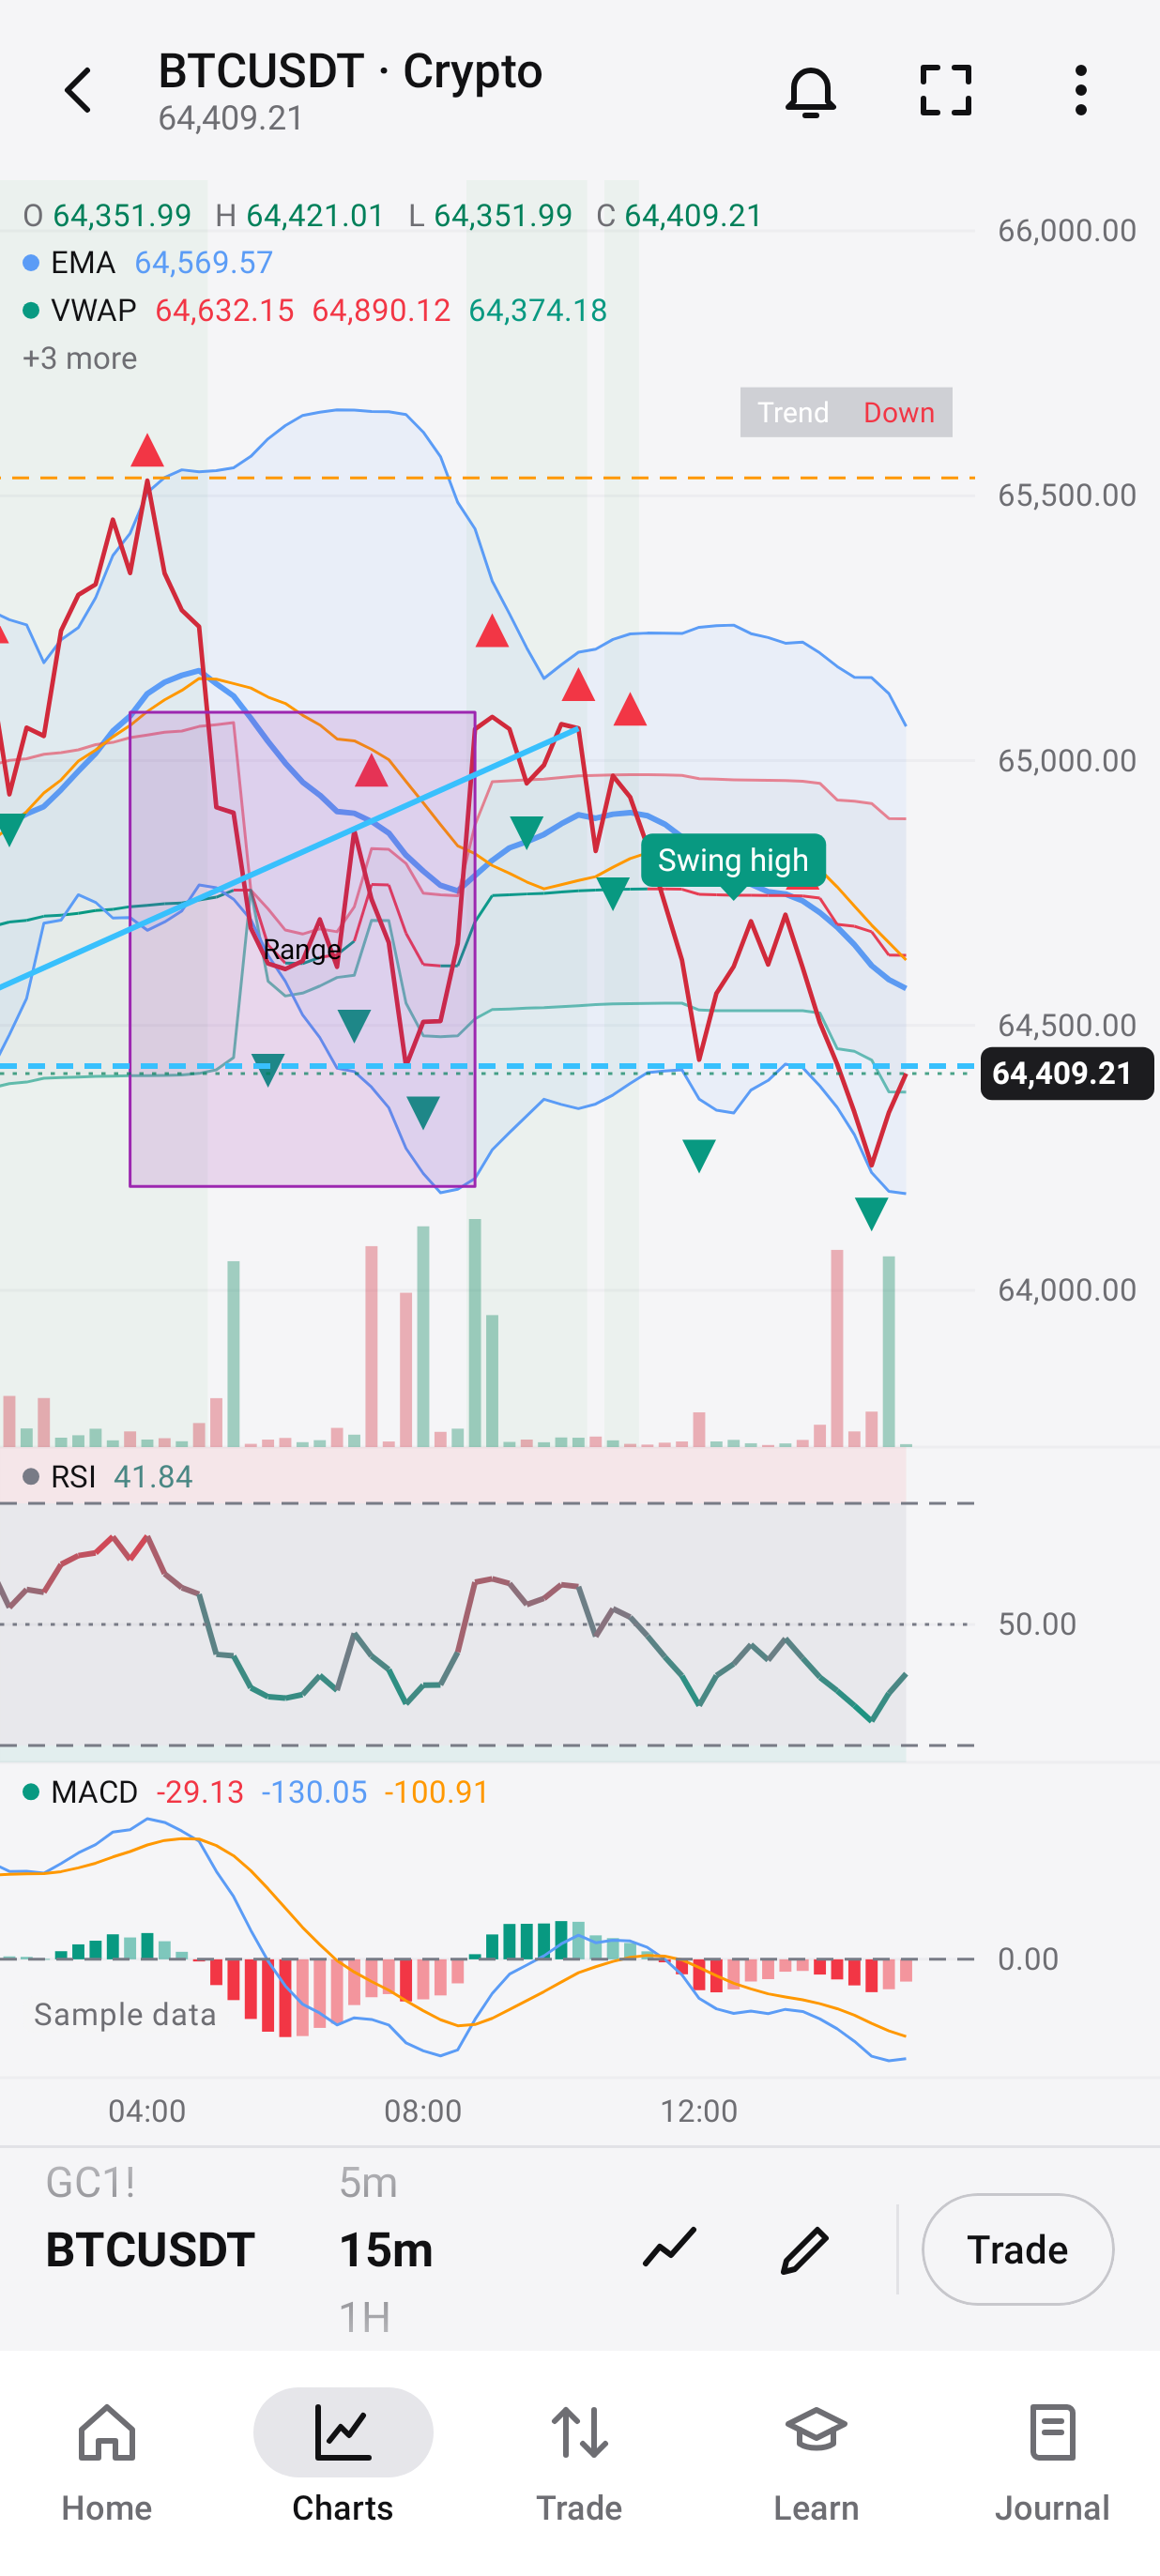 BTCUSDT · Crypto
64,409.21
O 64,351.99 H 64,421.01 L 64,351.99 C 64,409.21
66,000.00
EMA 64,569.57
VWAP 64,632.15 64,890.12 64,374.18
+3 more
Trend Down
65,500.00
65,000.00
Swing high
Range
64,500.00
64,409.21
64,000.00
RSI 41.84
50.00
MACD -29.13 -130.05 -100.91
0.00
Sample data
04:00 08:00 12:00
GC1! 5m
BTCUSDT 15m Trade
1H
Home Charts Trade Learn Journal